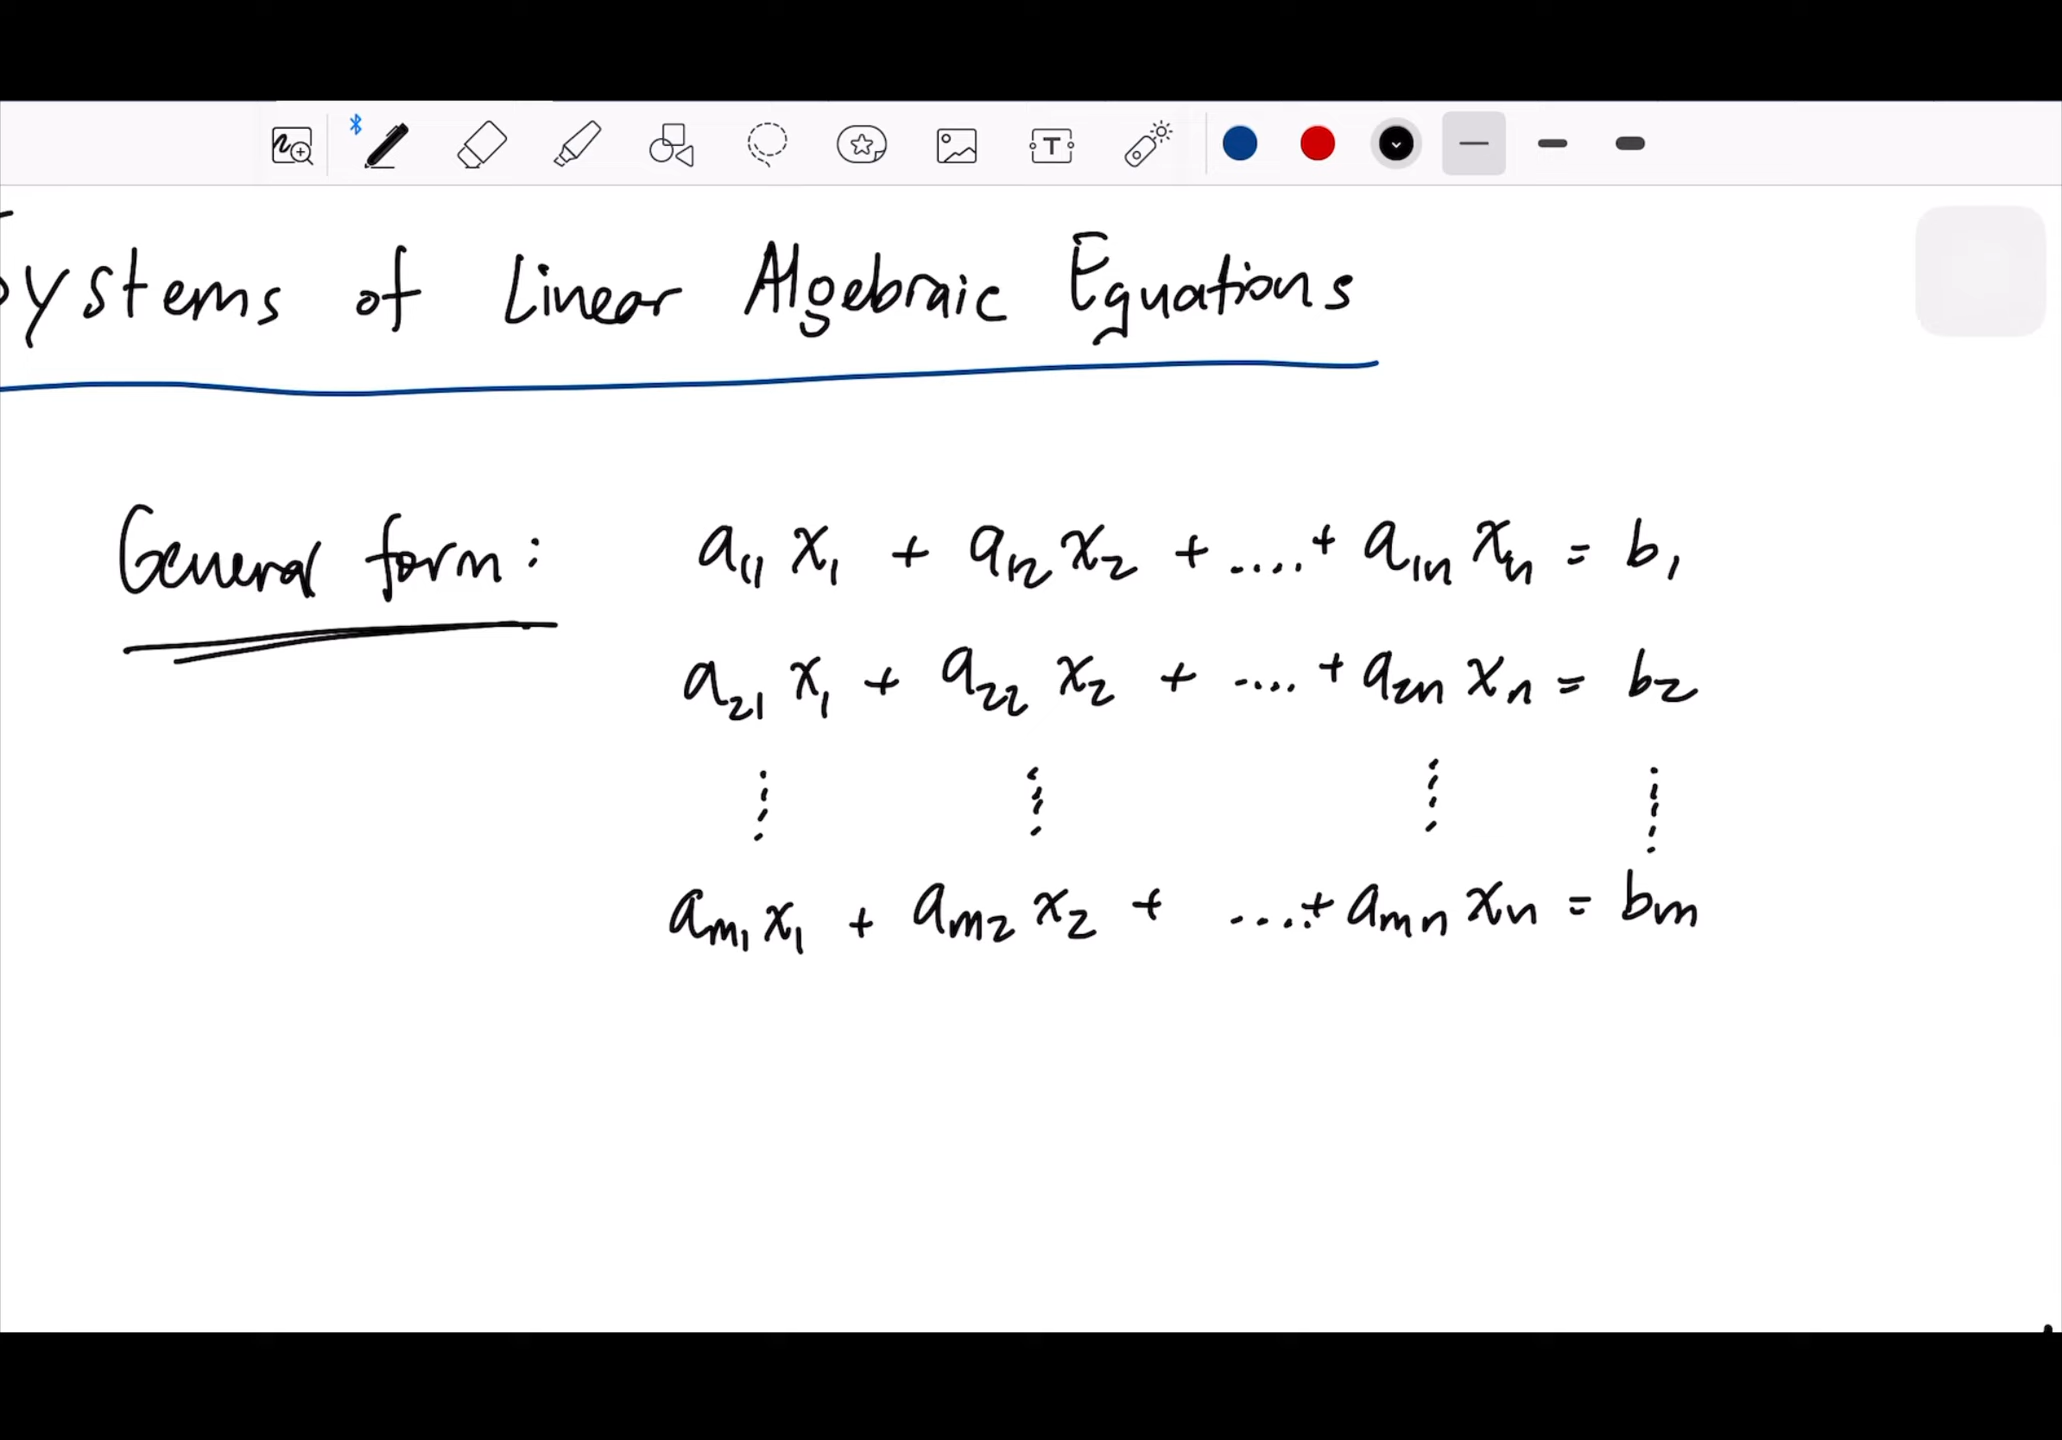 Systems of Linear Algebraic Equations
General form: a11 x1 + a12 x2 + ....+ a1n xn = b1
a21 x1 + a22 x2 + .... + a2n xn = b2
am1 x1 + am2 x2 + ....+ amn xn = bm